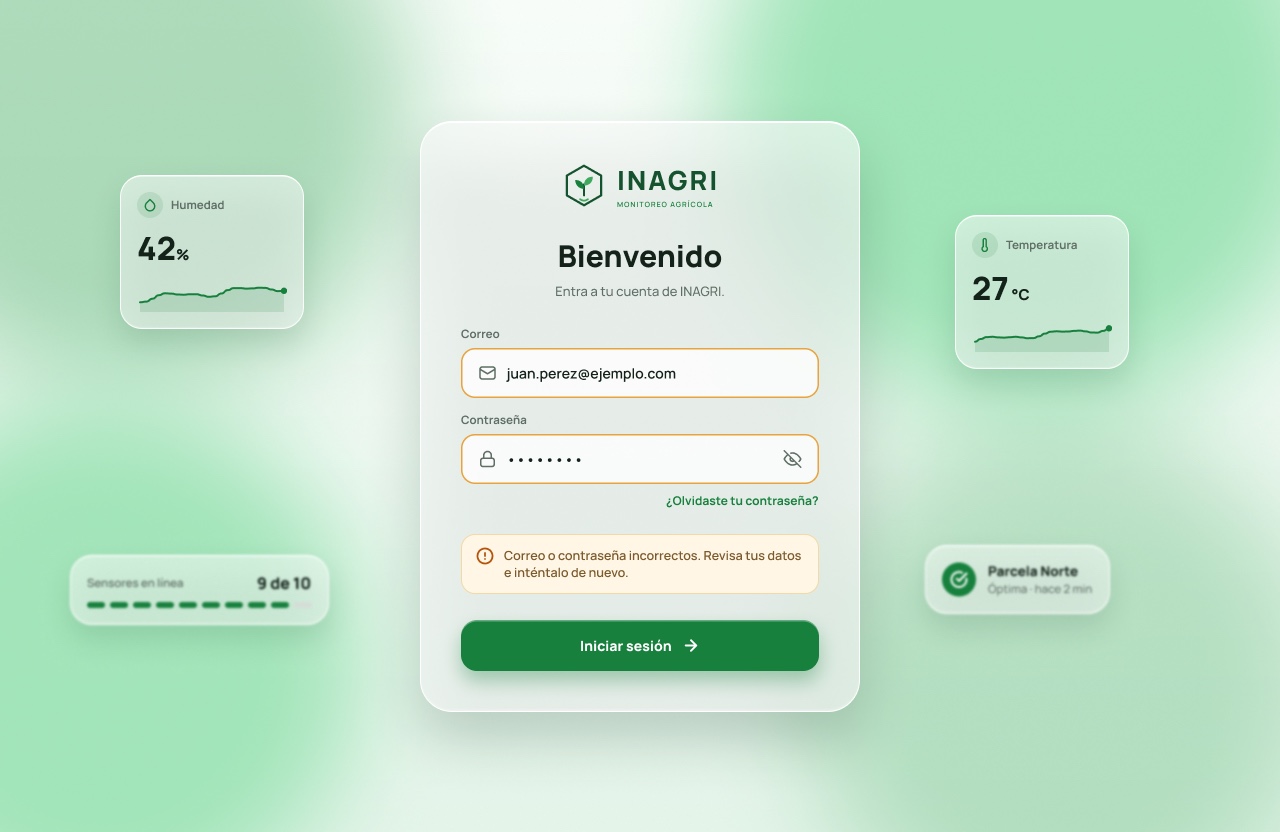 INAGRI
MONITOREO AGRÍCOLA
Bienvenido
Entra a tu cuenta de INAGRI.
Correo
juan.perez@ejemplo.com
Contraseña
••••••••
¿Olvidaste tu contraseña?
Correo o contraseña incorrectos. Revisa tus datos
e inténtalo de nuevo.
Iniciar sesión
Humedad
42%
Temperatura
27 °C
Sensores en línea
9 de 10
Parcela Norte
Óptima · hace 2 min